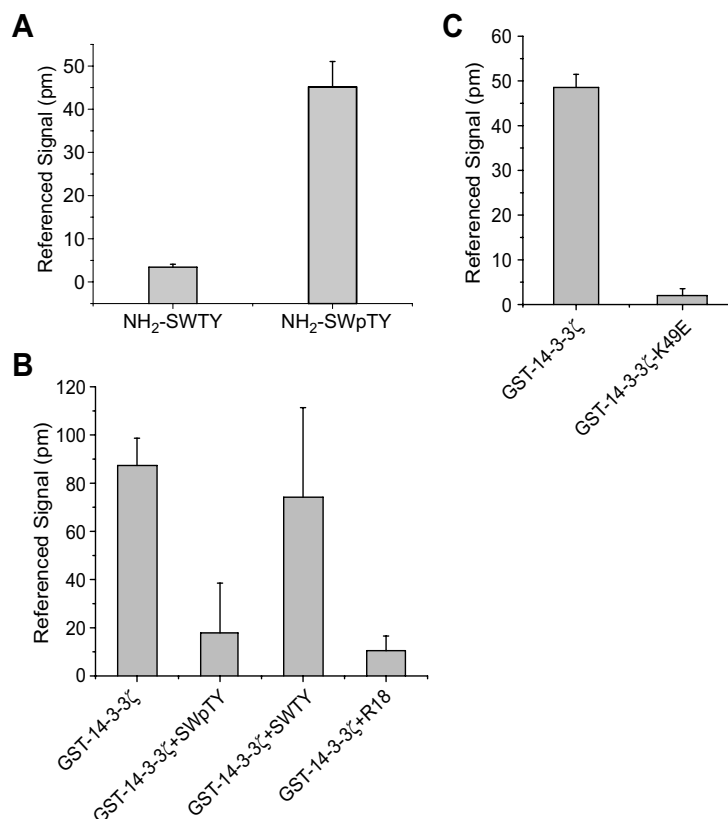 A
Referenced Signal (pm)
50
40
30
20
10
0
NH₂-SWTY
NH₂-SWpTY
C
Referenced Signal (pm)
60
50
40
30
20
10
0
GST-14-3-3ζ
GST-14-3-3ζ-K49E
B
Referenced Signal (pm)
120
100
80
60
40
20
0
GST-14-3-3ζ
GST-14-3-3ζ+SWpTY
GST-14-3-3ζ+SWTY
GST-14-3-3ζ+R18